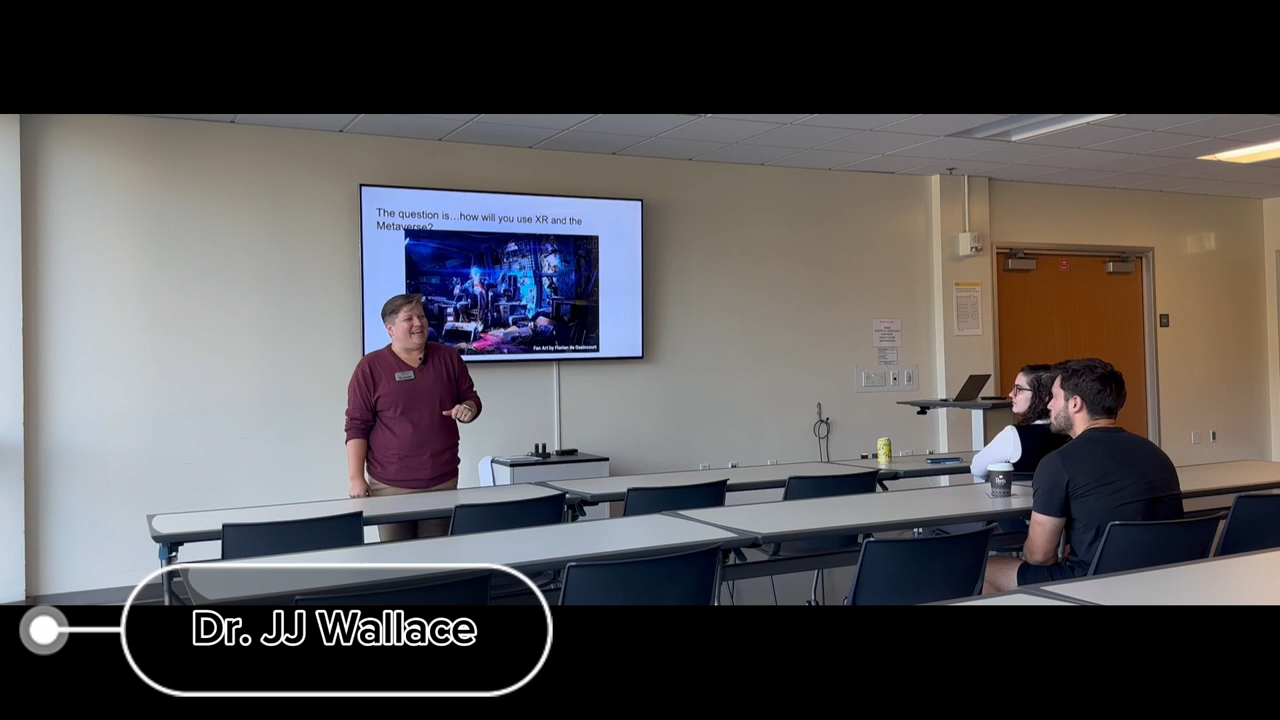 The question is…how will you use XR and the
Metaverse?
Fan Art by Florian de Gesincourt
Dr. JJ Wallace